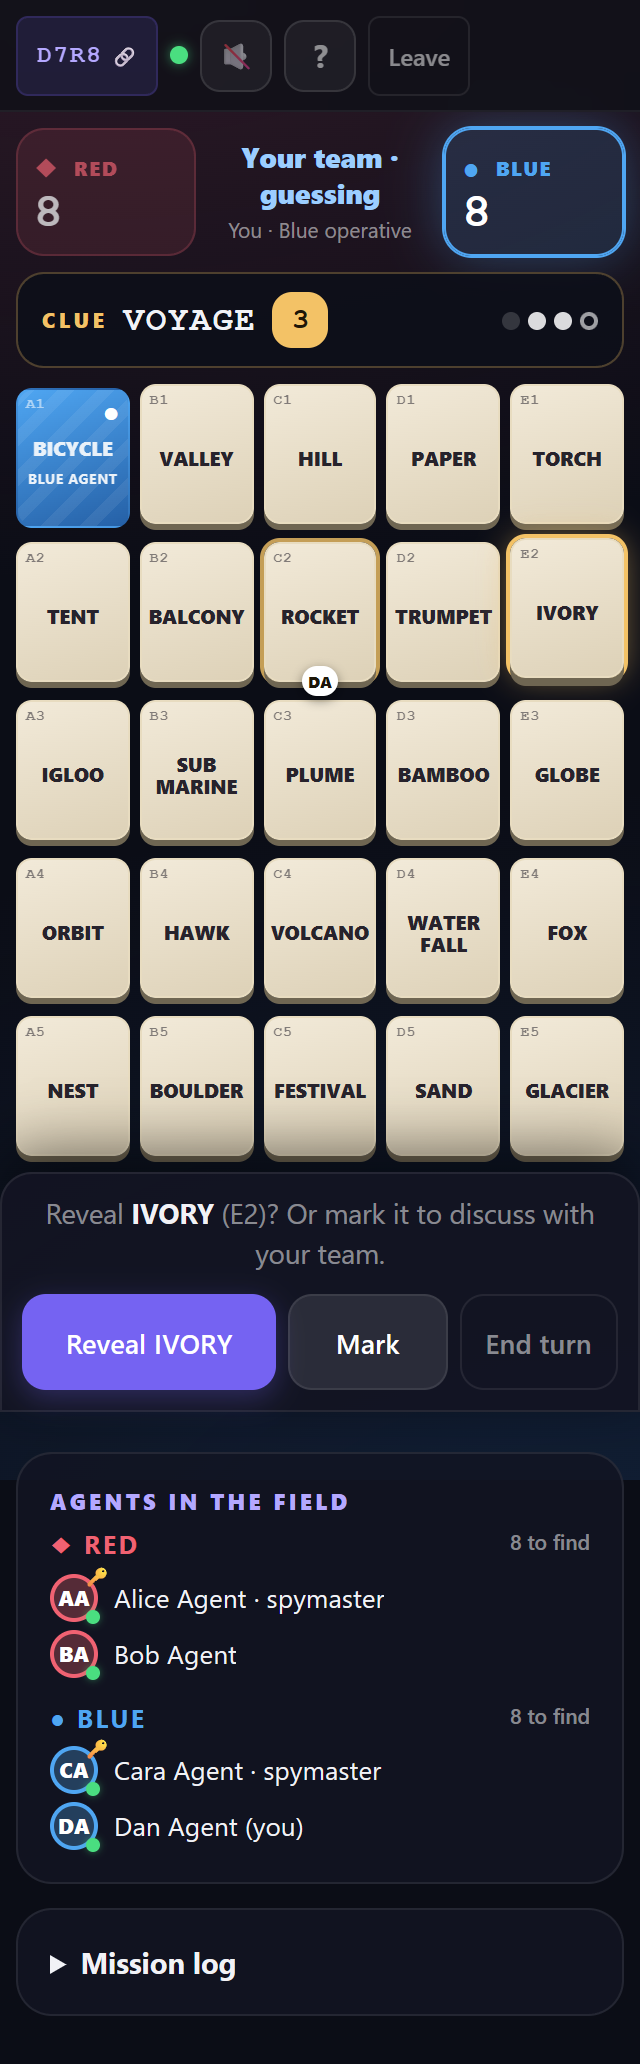 D7R8
?
Leave
RED
8
Your team ·
guessing
You · Blue operative
BLUE
8
CLUE VOYAGE 3
A1
BICYCLE
BLUE AGENT
B1
VALLEY
C1
HILL
D1
PAPER
E1
TORCH
A2
TENT
B2
BALCONY
C2
ROCKET
DA
D2
TRUMPET
E2
IVORY
A3
IGLOO
B3
SUB
MARINE
C3
PLUME
D3
BAMBOO
E3
GLOBE
A4
ORBIT
B4
HAWK
C4
VOLCANO
D4
WATER
FALL
E4
FOX
A5
NEST
B5
BOULDER
C5
FESTIVAL
D5
SAND
E5
GLACIER
Reveal IVORY (E2)? Or mark it to discuss with
your team.
Reveal IVORY
Mark
End turn
AGENTS IN THE FIELD
RED 8 to find
AA Alice Agent · spymaster
BA Bob Agent
BLUE 8 to find
CA Cara Agent · spymaster
DA Dan Agent (you)
Mission log